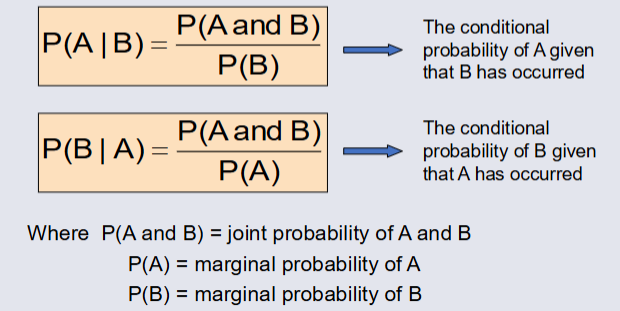 P(A | B) = P(A and B) / P(B)
The conditional
probability of A given
that B has occurred
P(B | A) = P(A and B) / P(A)
The conditional
probability of B given
that A has occurred
Where P(A and B) = joint probability of A and B
P(A) = marginal probability of A
P(B) = marginal probability of B